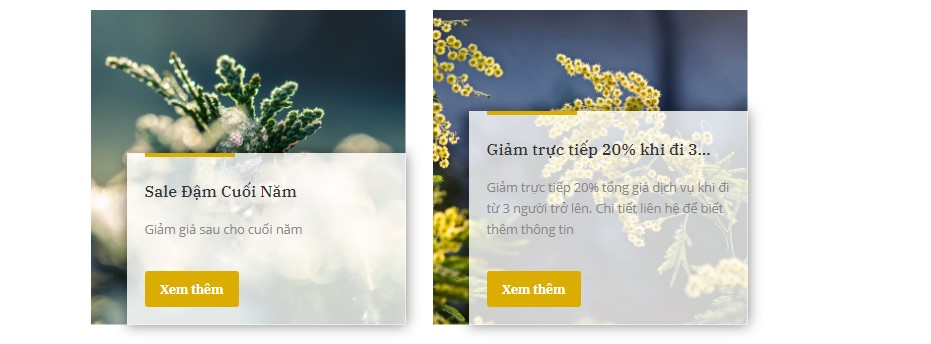 Sale Đậm Cuối Năm
Giảm giá sau cho cuối năm
Xem thêm
Giảm trực tiếp 20% khi đi 3...
Giảm trực tiếp 20% tổng giá dịch vụ khi đi
từ 3 người trở lên. Chi tiết liên hệ để biết
thêm thông tin
Xem thêm